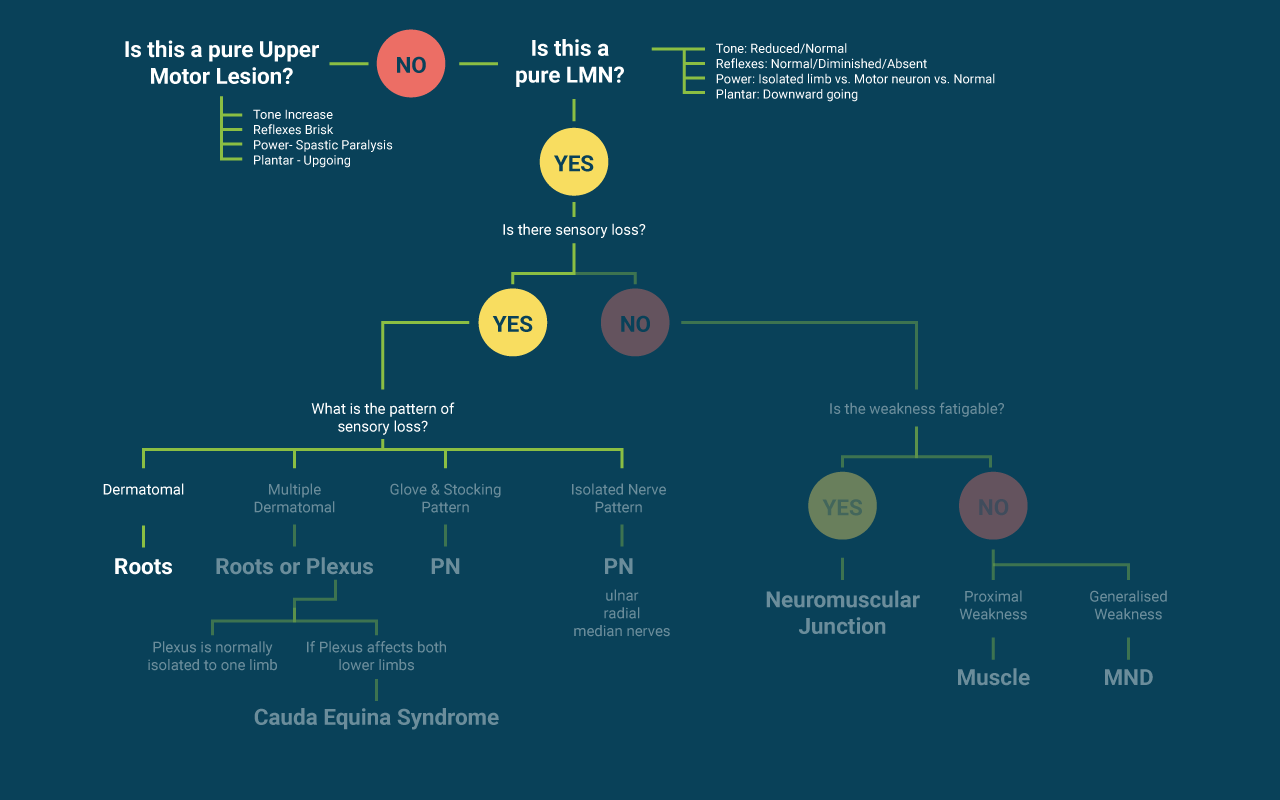 Is this a pure Upper
Motor Lesion?
NO
Is this a
pure LMN?
Tone: Reduced/Normal
Reflexes: Normal/Diminished/Absent
Power: Isolated limb vs. Motor neuron vs. Normal
Plantar: Downward going
Tone Increase
Reflexes Brisk
Power- Spastic Paralysis
Plantar - Upgoing
YES
Is there sensory loss?
YES
NO
What is the pattern of
sensory loss?
Is the weakness fatigable?
Dermatomal
Multiple
Dermatomal
Glove & Stocking
Pattern
Isolated Nerve
Pattern
YES
NO
Roots
Roots or Plexus
PN
PN
ulnar
radial
median nerves
Neuromuscular
Junction
Proximal
Weakness
Generalised
Weakness
Plexus is normally
isolated to one limb
If Plexus affects both
lower limbs
Muscle
MND
Cauda Equina Syndrome